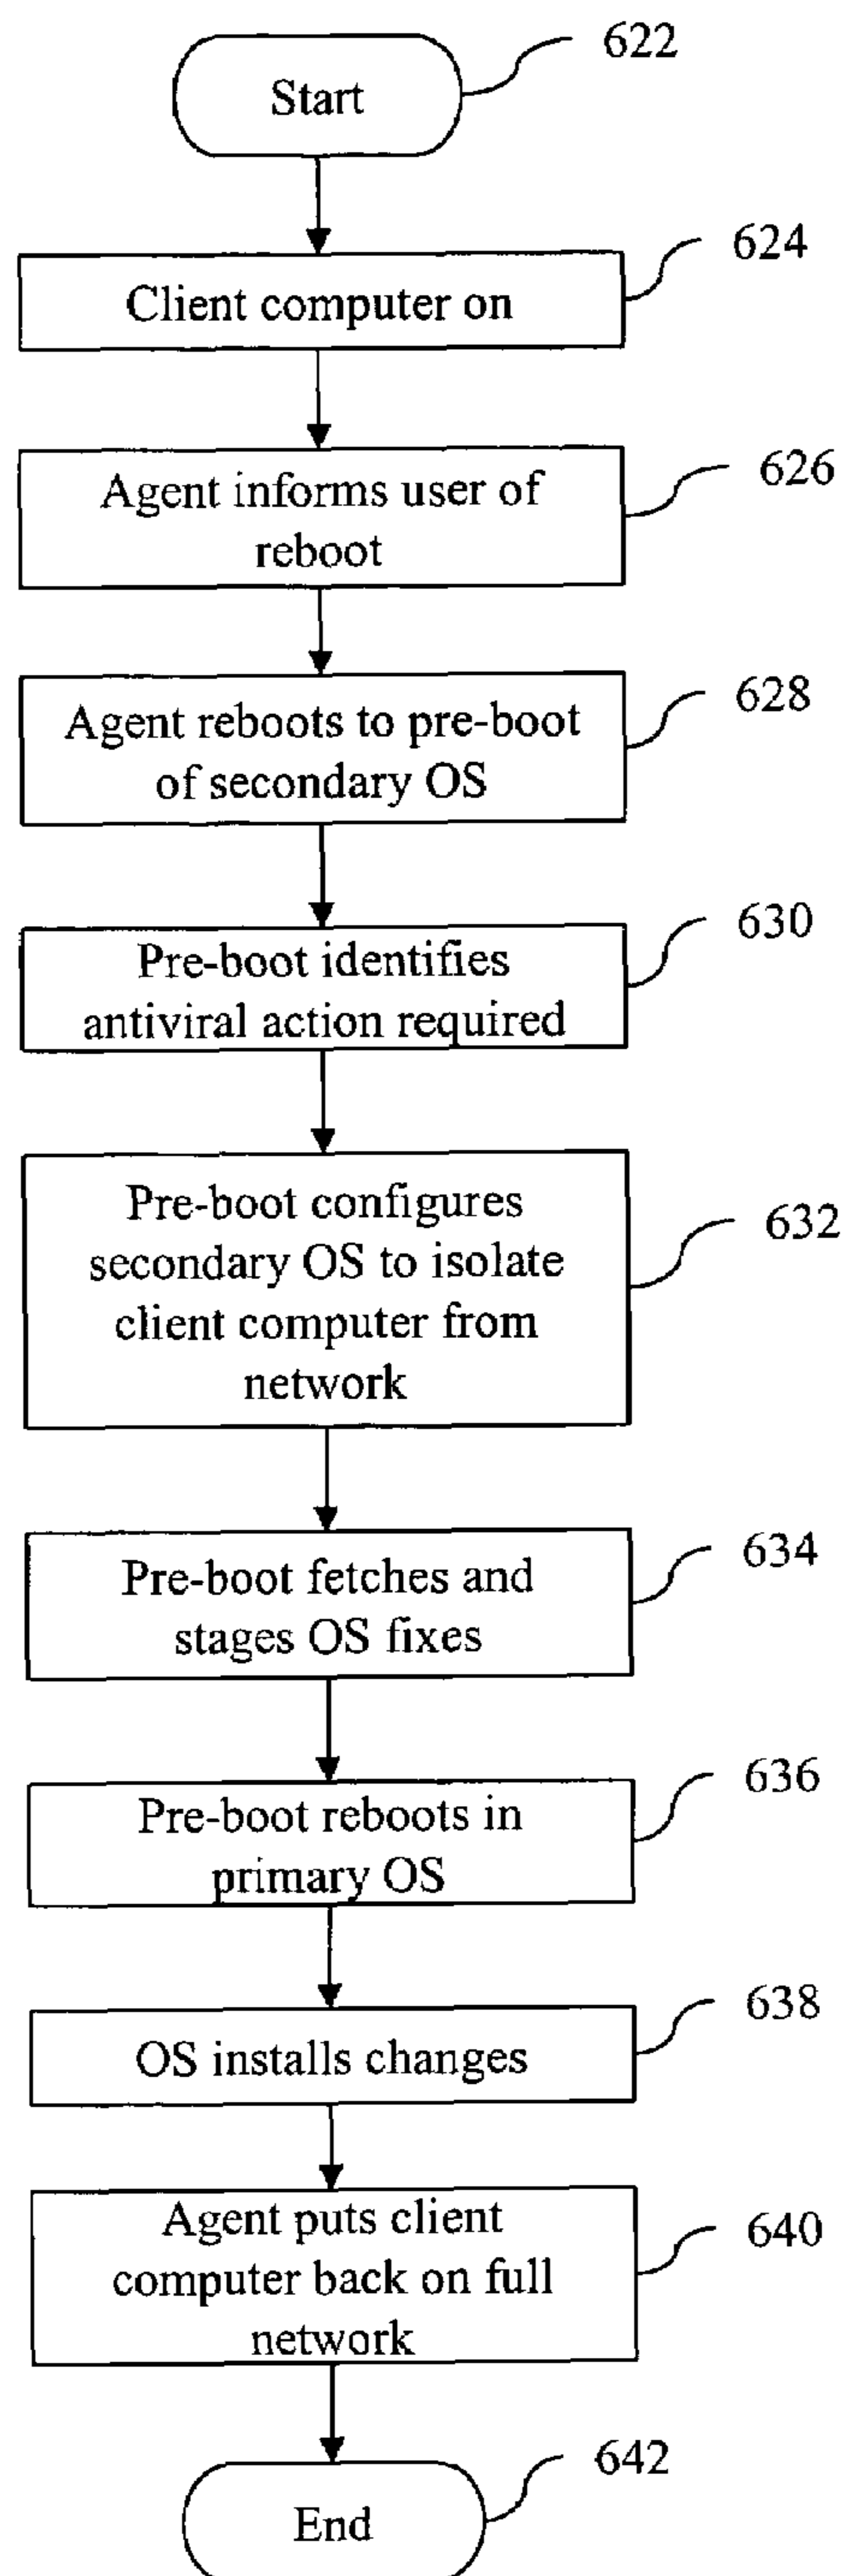 622
Start
624
Client computer on
626
Agent informs user of
reboot
628
Agent reboots to pre-boot
of secondary OS
630
Pre-boot identifies
antiviral action required
632
Pre-boot configures
secondary OS to isolate
client computer from
network
634
Pre-boot fetches and
stages OS fixes
636
Pre-boot reboots in
primary OS
638
OS installs changes
640
Agent puts client
computer back on full
network
642
End